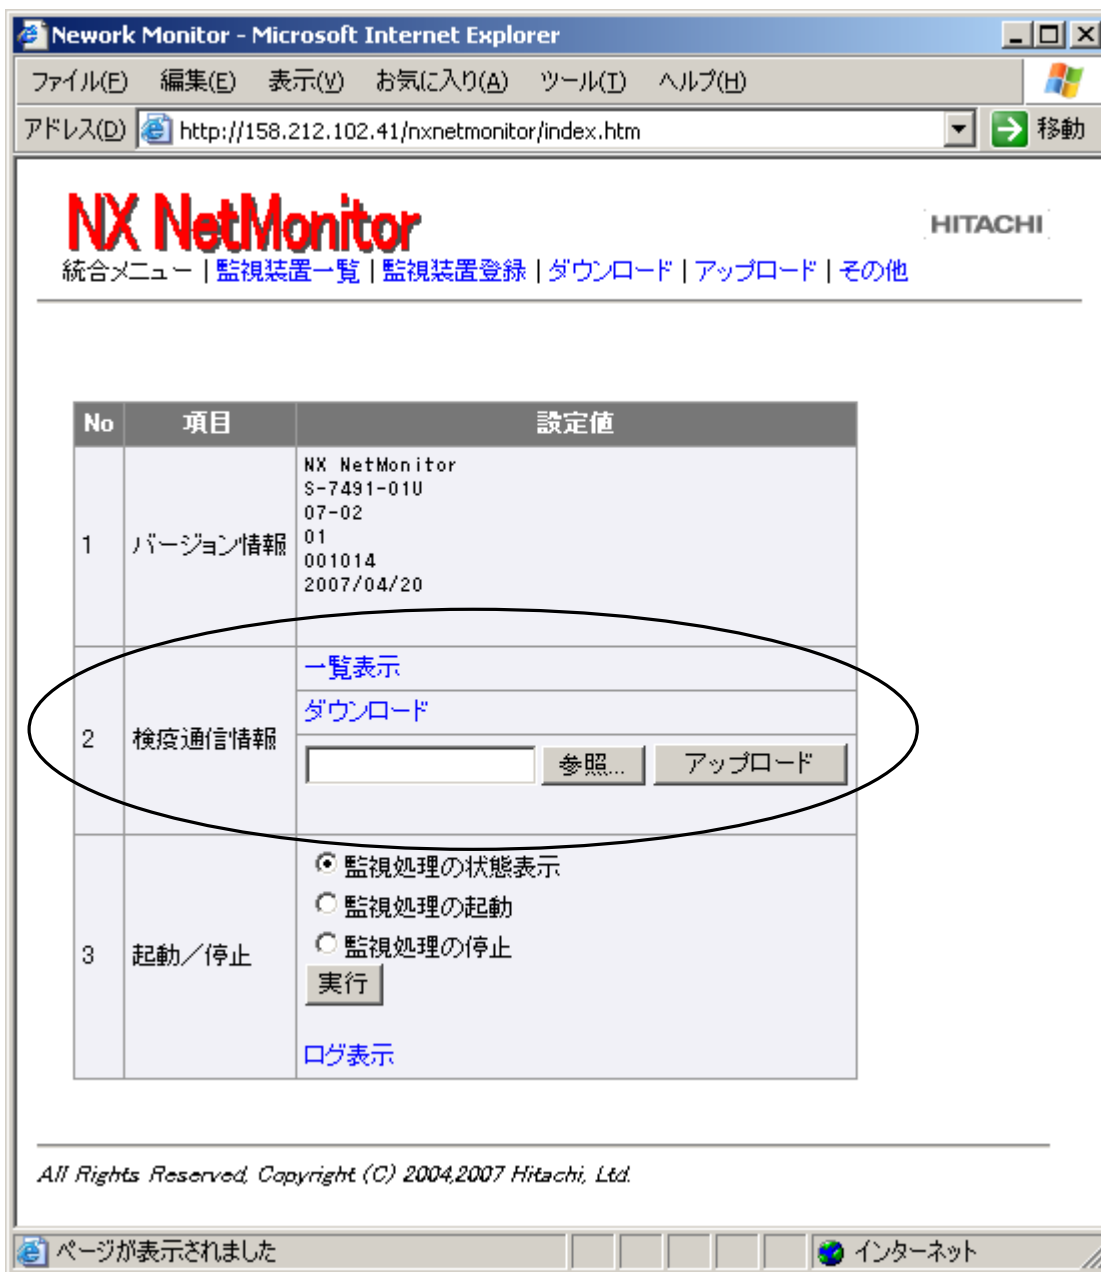 Nework Monitor - Microsoft Internet Explorer
ファイル(F) 編集(E) 表示(V) お気に入り(A) ツール(T) ヘルプ(H)
アドレス(D) http://158.212.102.41/nxnetmonitor/index.htm 移動
NX NetMonitor
HITACHI
統合メニュー | 監視装置一覧 | 監視装置登録 | ダウンロード | アップロード | その他
No 項目 設定値
1 バージョン情報
NX NetMonitor
S-7491-01U
07-02
01
001014
2007/04/20
2 検疫通信情報
一覧表示
ダウンロード
参照... アップロード
3 起動／停止
監視処理の状態表示
監視処理の起動
監視処理の停止
実行
ログ表示
All Rights Reserved, Copyright (C) 2004,2007 Hitachi, Ltd.
ページが表示されました インターネット